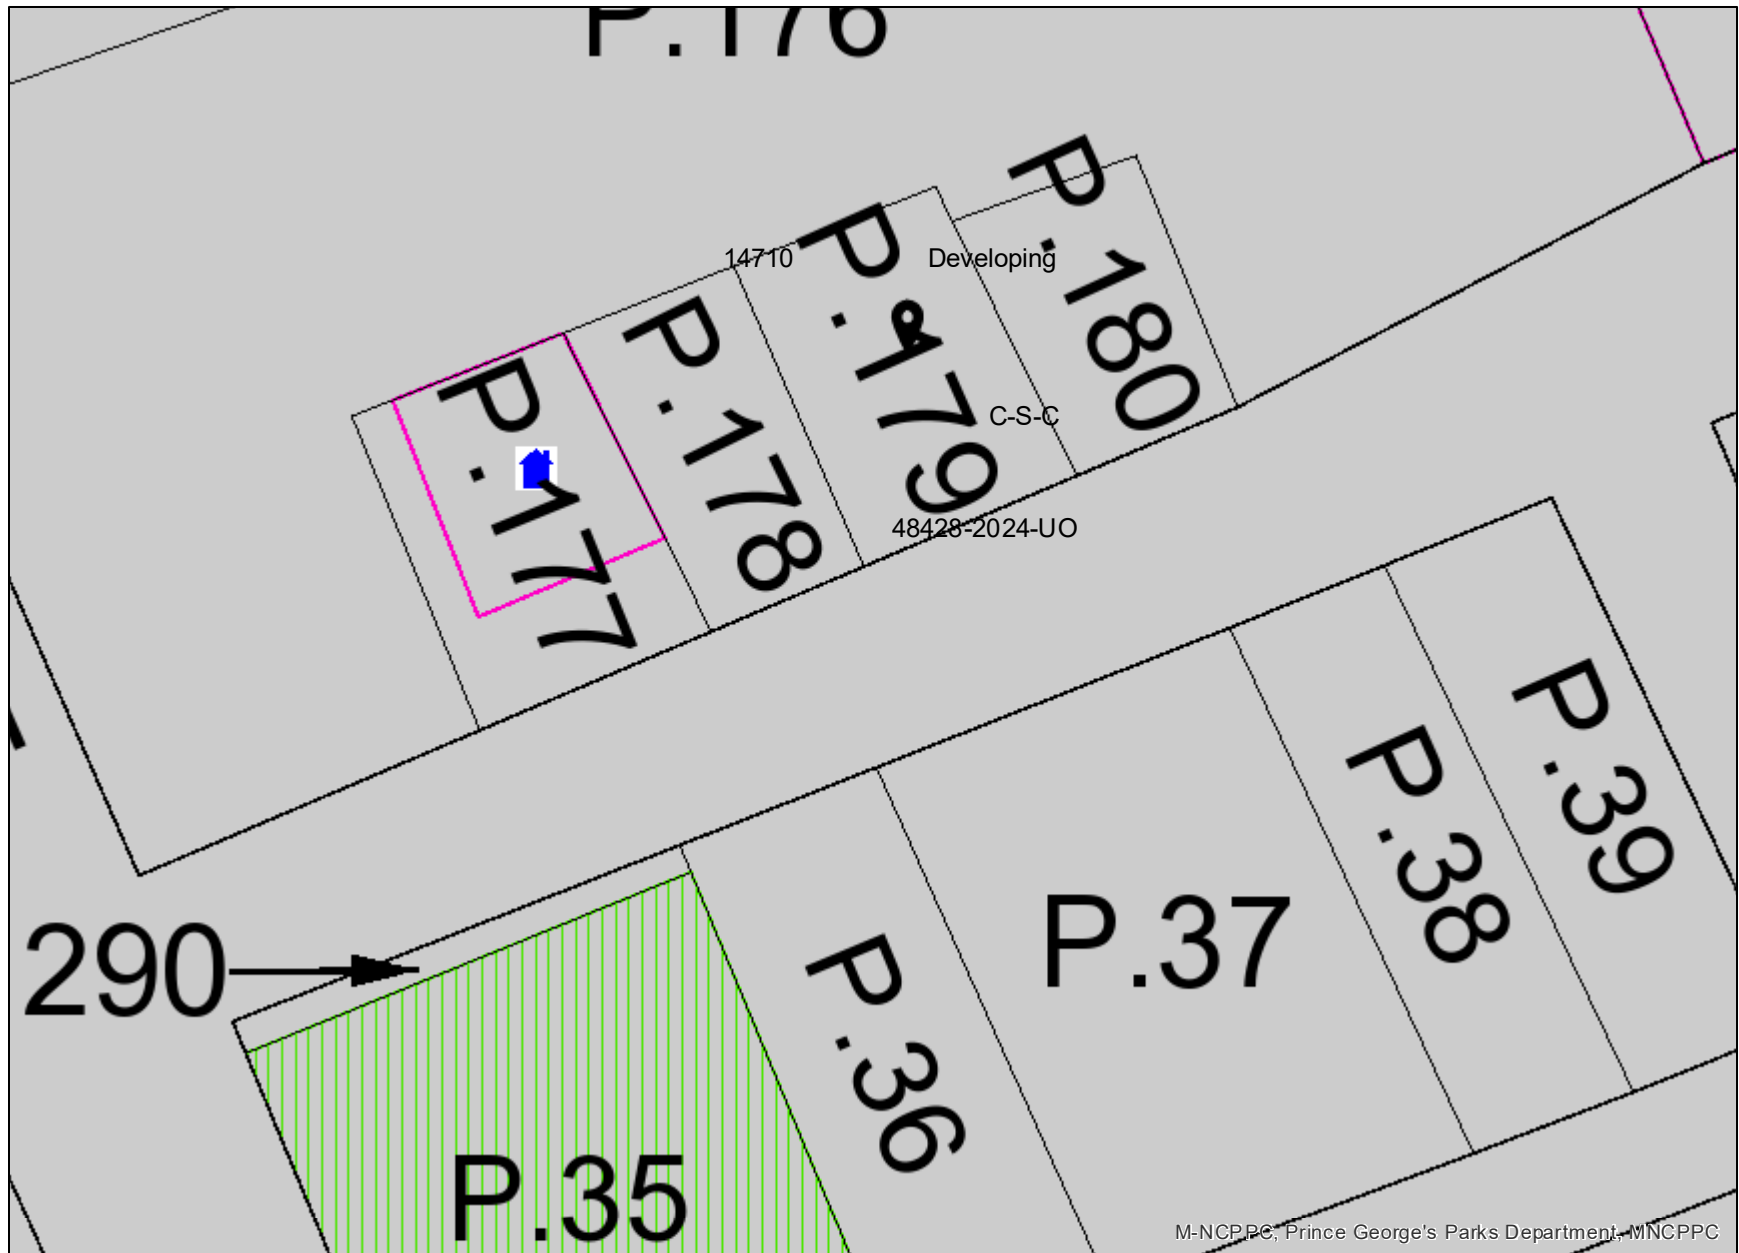 P.176
P.180
14710
Developing
P.179
P.178
P.177
C-S-C
48428-2024-UO
P.39
P.38
P.37
290
P.36
P.35
M-NCPPC, Prince George's Parks Department, MNCPPC